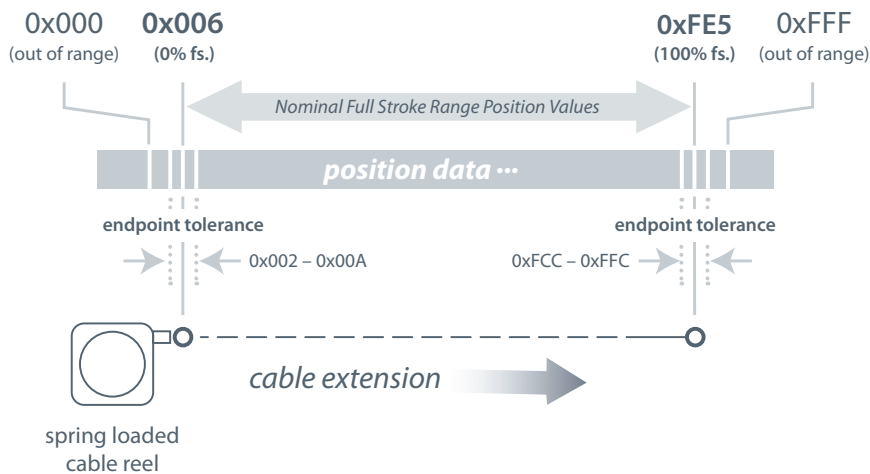 0x000 0x006 0xFE5 0xFFF
(out of range) (0% fs.) (100% fs.) (out of range)
Nominal Full Stroke Range Position Values
position data ···
endpoint tolerance endpoint tolerance
0x002 – 0x00A 0xFCC – 0xFFC
cable extension
spring loaded
cable reel